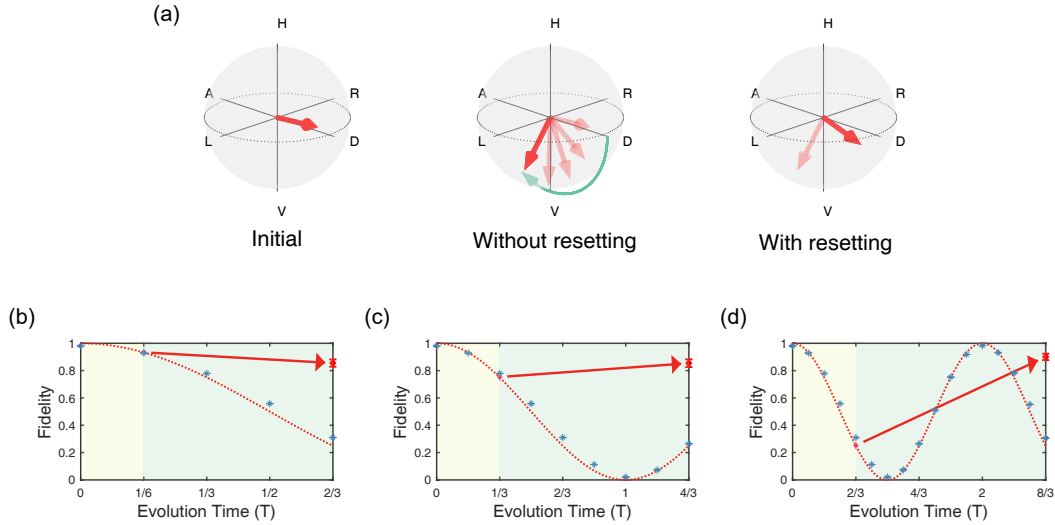 (a)
H H H
A R A R A R
L D L D L D
V V V
Initial Without resetting With resetting
(b) (c) (d)
1 1 1
0.8 0.8 0.8
0.6 0.6 0.6
0.4 0.4 0.4
0.2 0.2 0.2
0 0 0
Fidelity Fidelity Fidelity
0 1/6 1/3 1/2 2/3 0 1/3 2/3 1 4/3 0 2/3 4/3 2 8/3
Evolution Time (T) Evolution Time (T) Evolution Time (T)